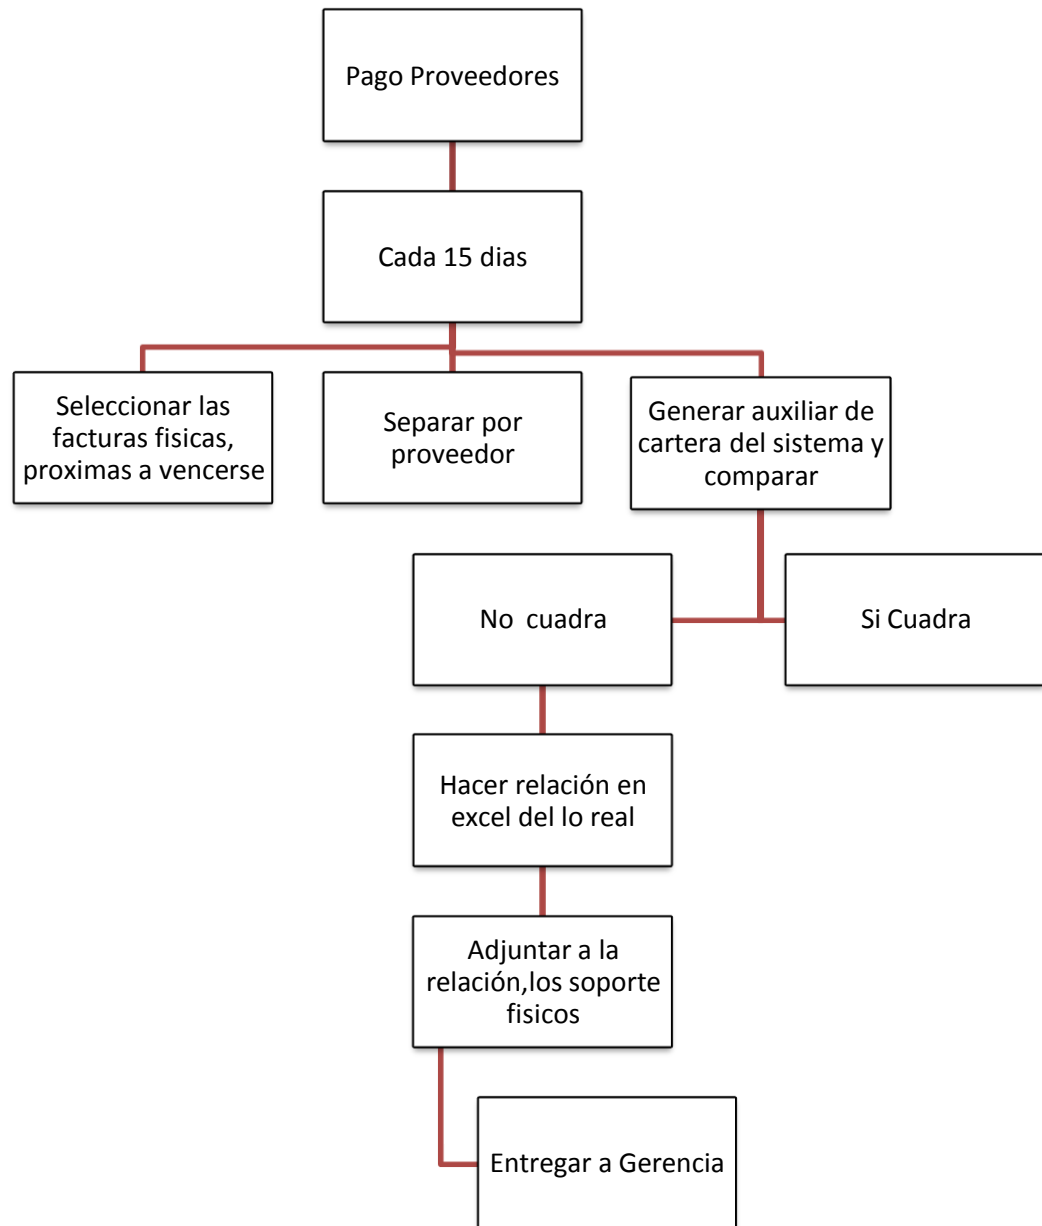 Pago Proveedores
Cada 15 dias
Seleccionar las
facturas fisicas,
proximas a vencerse
Separar por
proveedor
Generar auxiliar de
cartera del sistema y
comparar
No cuadra
Si Cuadra
Hacer relación en
excel del lo real
Adjuntar a la
relación,los soporte
fisicos
Entregar a Gerencia